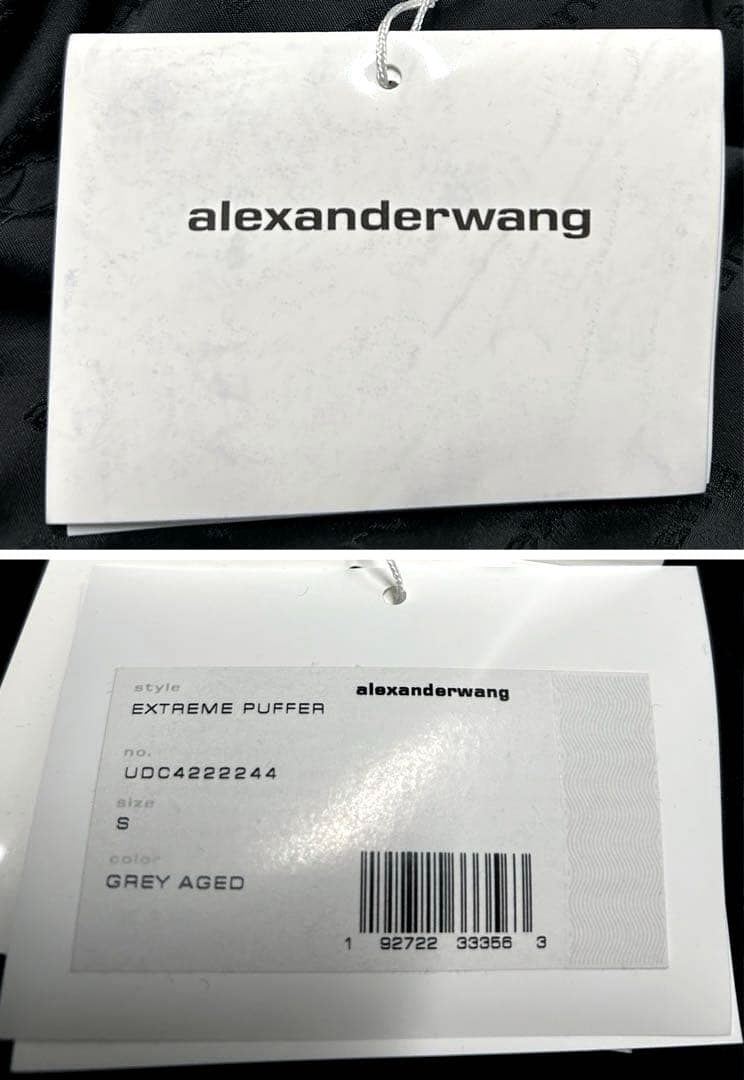 alexanderwang
style
EXTREME PUFFER
alexanderwang
no.
UDC4222244
size
S
color
GREY AGED
1 92722 33356 3